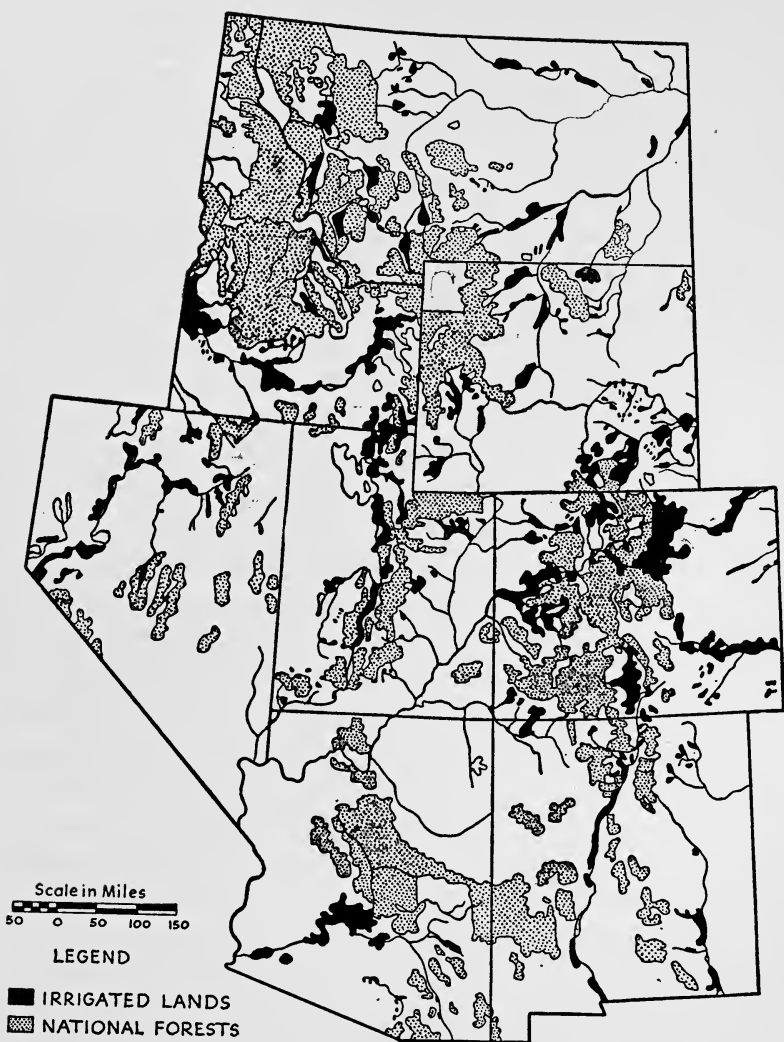 Scale in Miles
50 0 50 100 150
LEGEND
IRRIGATED LANDS
NATIONAL FORESTS